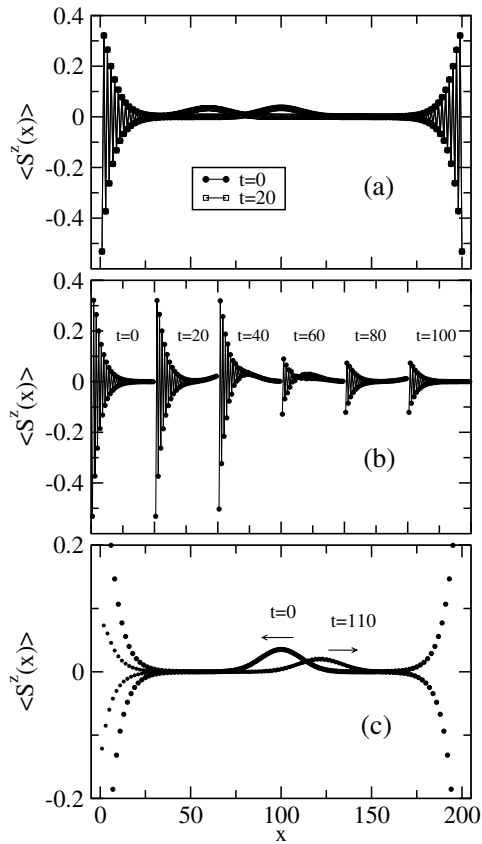 0.4
0.2
0
-0.2
-0.4
<S^z(x)>
t=0
t=20
(a)
0.4
0.2
0
-0.2
-0.4
<S^z(x)>
t=0 t=20 t=40 t=60 t=80 t=100
(b)
0.2
0
-0.2
<S^z(x)>
t=0
t=110
(c)
0 50 100 150 200
x